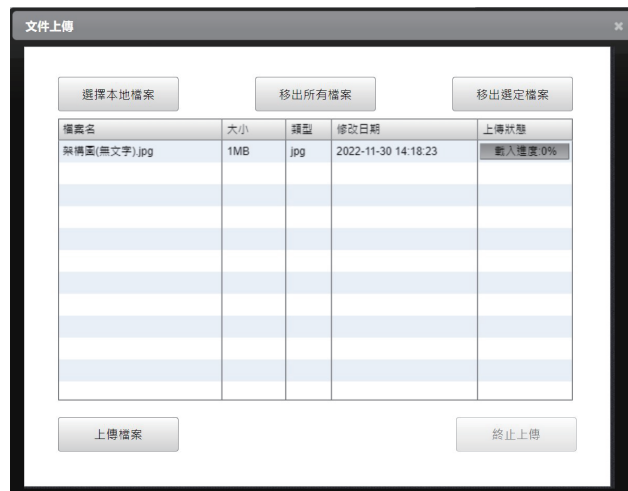 文件上傳
選擇本地檔案 移出所有檔案 移出選定檔案
檔案名 大小 類型 修改日期 上傳狀態
架構圖(無文字).jpg 1MB jpg 2022-11-30 14:18:23 載入進度:0%
上傳檔案 終止上傳